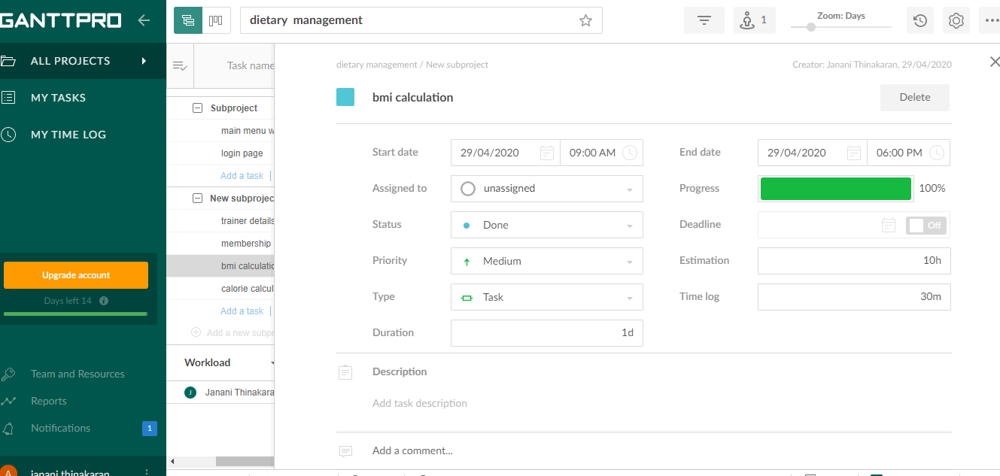 GANTTPRO
ALL PROJECTS
MY TASKS
MY TIME LOG
Upgrade account
Days left 14
Team and Resources
Reports
Notifications
1
A
janani thinakaran
dietary management
1
Zoom: Days
Task name
Subproject
main menu w
login page
Add a task
New subprojec
trainer details
membership
bmi calculatio
calorie calcul
Add a task
Add a new subpr
Workload
J
Janani Thinakara
dietary management / New subproject
Creator: Janani Thinakaran, 29/04/2020
bmi calculation
Delete
Start date
29/04/2020
09:00 AM
End date
29/04/2020
06:00 PM
Assigned to
unassigned
Progress
100%
Status
Done
Deadline
Off
Priority
Medium
Estimation
10h
Type
Task
Time log
30m
Duration
1d
Description
Add task description
Add a comment...